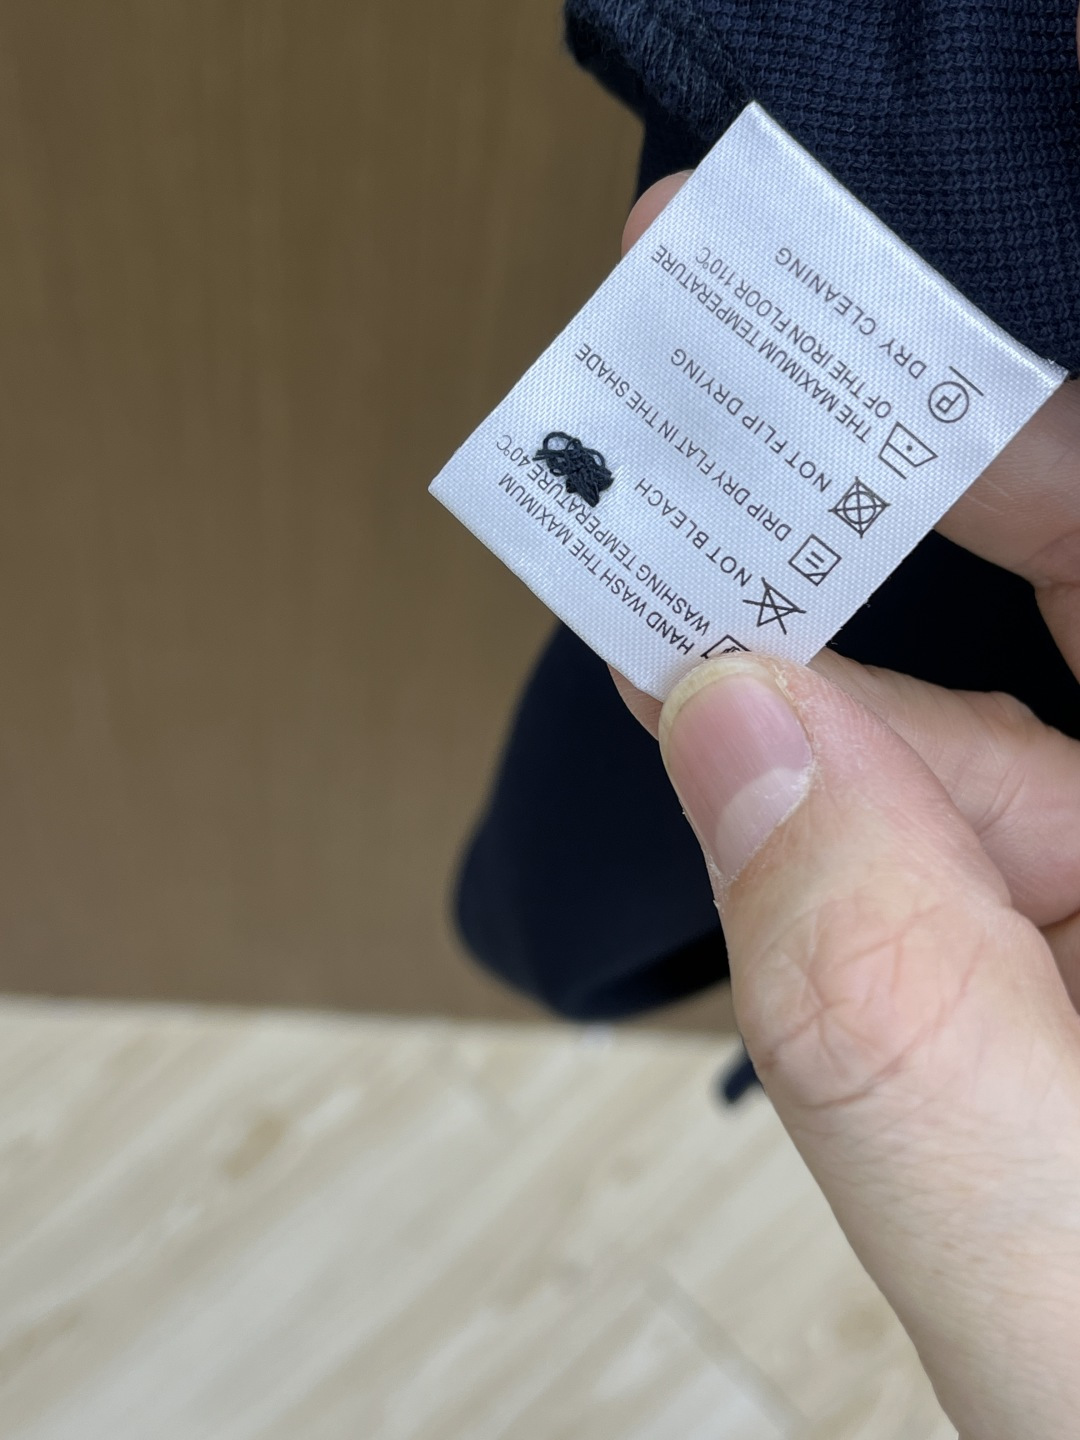 HAND WASH THE MAXIMUM
WASHING TEMPERATURE 40℃
NOT BLEACH
DRIP DRY FLAT IN THE SHADE
NOT FLIP DRYING
THE MAXIMUM TEMPERATURE
OF THE IRON FLOOR 110℃
P DRY CLEANING